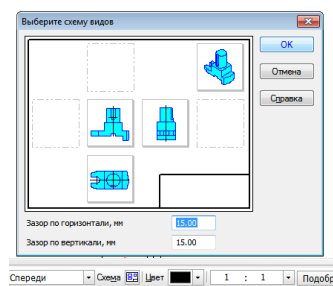 Выберите схему видов
OK
Отмена
Справка
Зазор по горизонтали, мм 15.00
Зазор по вертикали, мм 15.00
Спереди Схема Цвет 1 : 1 Подобр